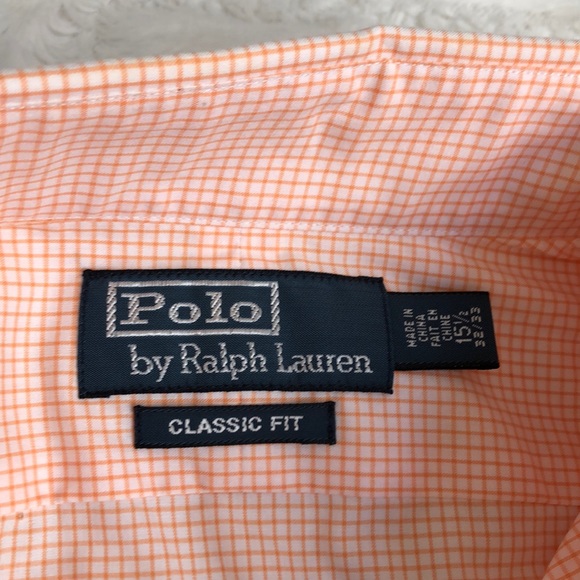 Polo
by Ralph Lauren
MADE IN
CHINA
FAIT EN
CHINE
15½
32/33
CLASSIC FIT